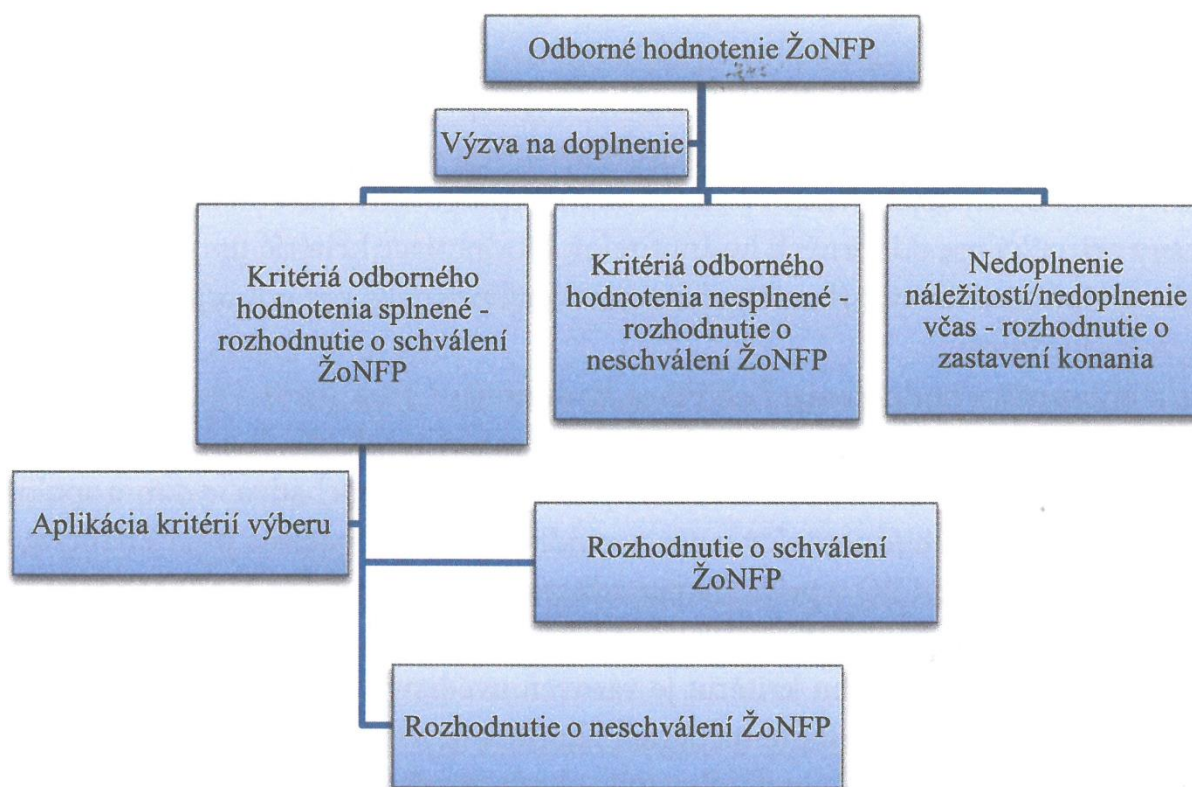 Odborné hodnotenie ŽoNFP
Výzva na doplnenie
Kritériá odborného
hodnotenia splnené -
rozhodnutie o schválení
ŽoNFP
Kritériá odborného
hodnotenia nesplnené -
rozhodnutie o
neschválení ŽoNFP
Nedoplnenie
náležitostí/nedoplnenie
včas - rozhodnutie o
zastavení konania
Aplikácia kritérií výberu
Rozhodnutie o schválení
ŽoNFP
Rozhodnutie o neschválení ŽoNFP